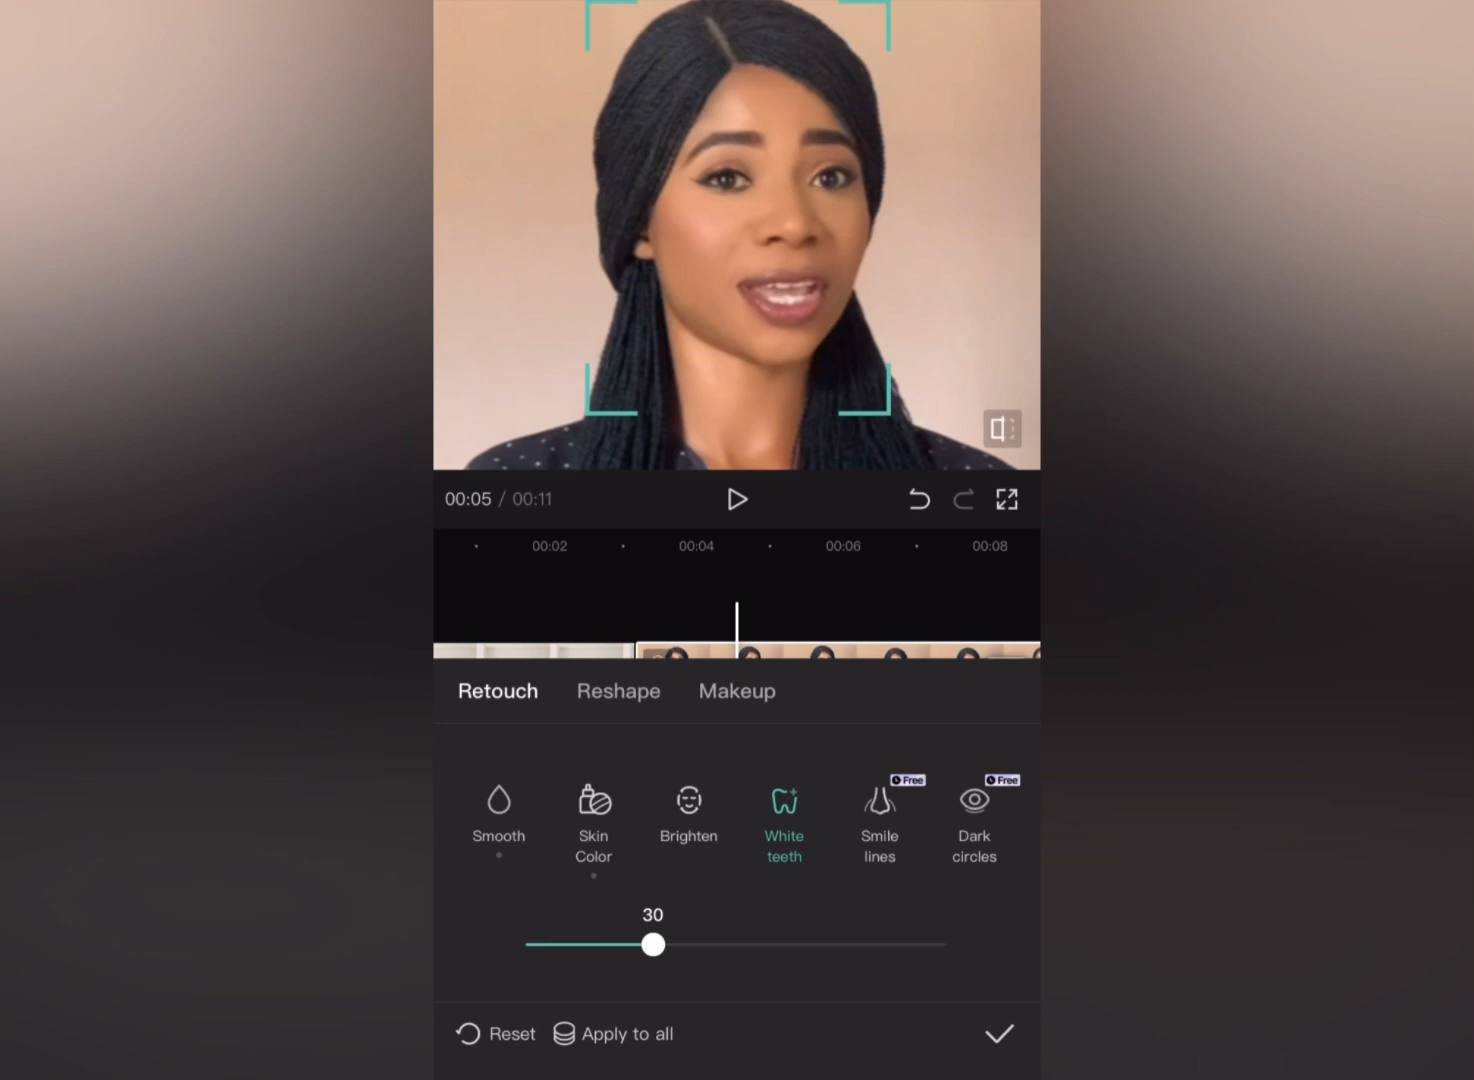 00:05 / 00:11
00:02 00:04 00:06 00:08
Retouch Reshape Makeup
Free Free
Smooth Skin Color Brighten White teeth Smile lines Dark circles
30
Reset Apply to all